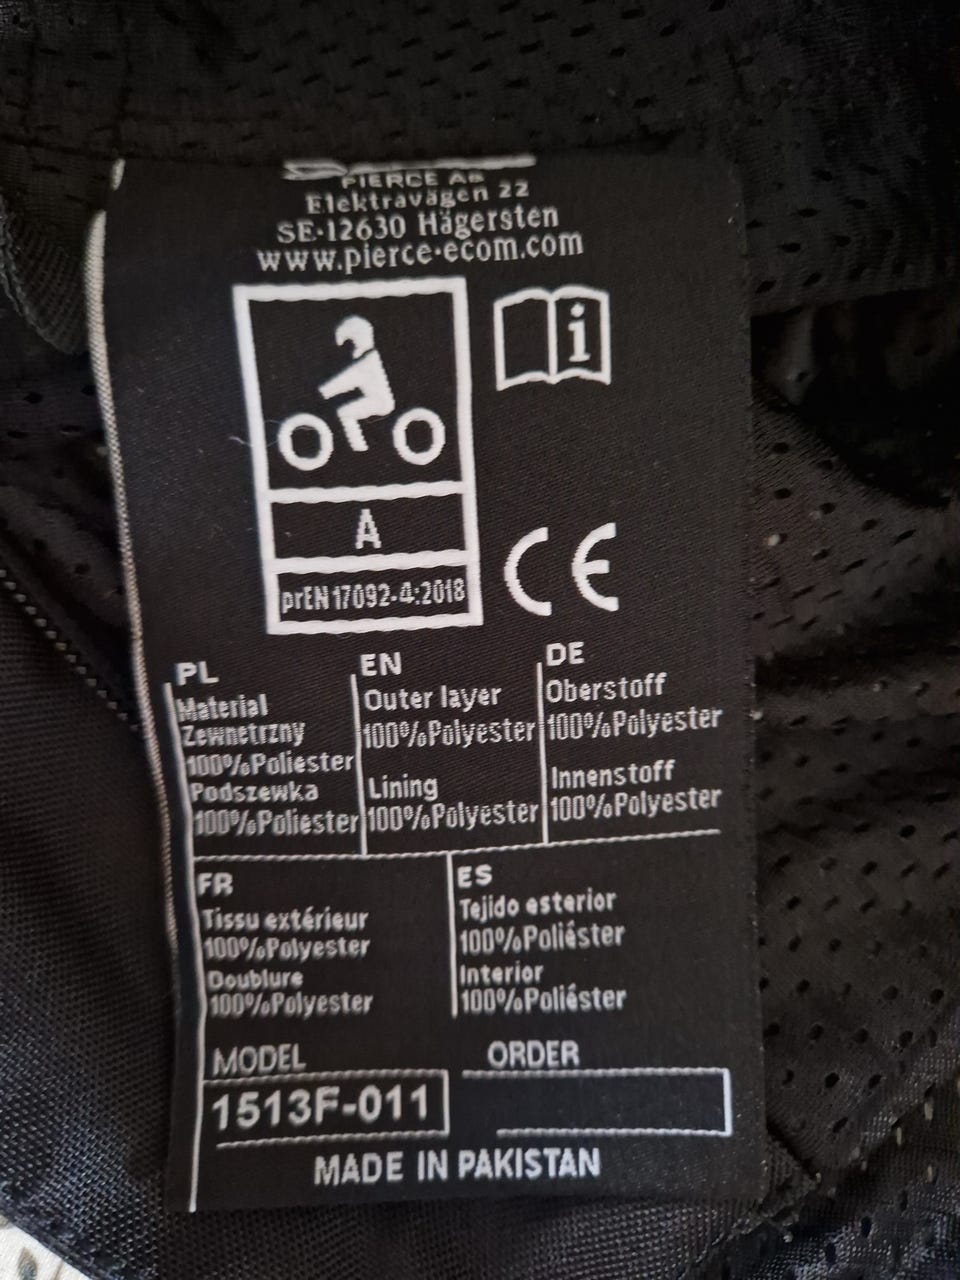 PIERCE AB
Elektravägen 22
SE-12630 Hägersten
www.pierce-ecom.com
i
A
prEN 17092-4:2018
CE
PL
Material
Zewnetrzny
100%Poliester
Podszewka
100%Poliester
EN
Outer layer
100%Polyester
Lining
100%Polyester
DE
Oberstoff
100%Polyester
Innenstoff
100%Polyester
FR
Tissu extérieur
100%Polyester
Doublure
100%Polyester
ES
Tejido esterior
100%Poliéster
Interior
100%Poliéster
MODEL
1513F-011
ORDER
MADE IN PAKISTAN